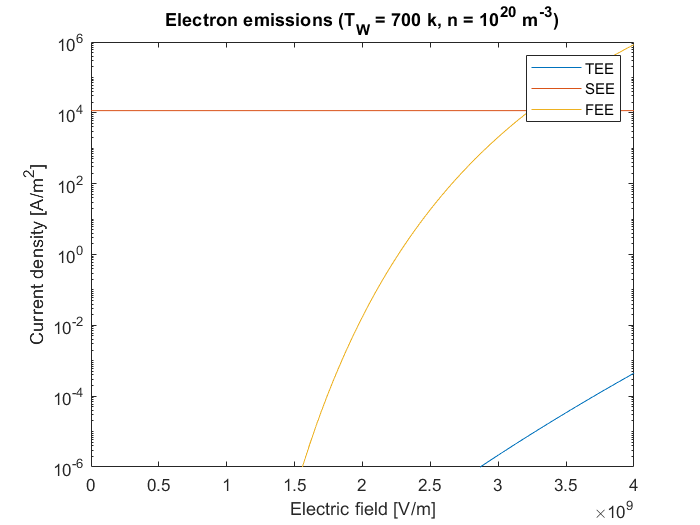 Electron emissions (T_W = 700 k, n = 10^20 m^-3)
10^6
10^4
10^2
10^0
10^-2
10^-4
10^-6
Current density [A/m^2]
TEE
SEE
FEE
0 0.5 1 1.5 2 2.5 3 3.5 4
×10^9
Electric field [V/m]